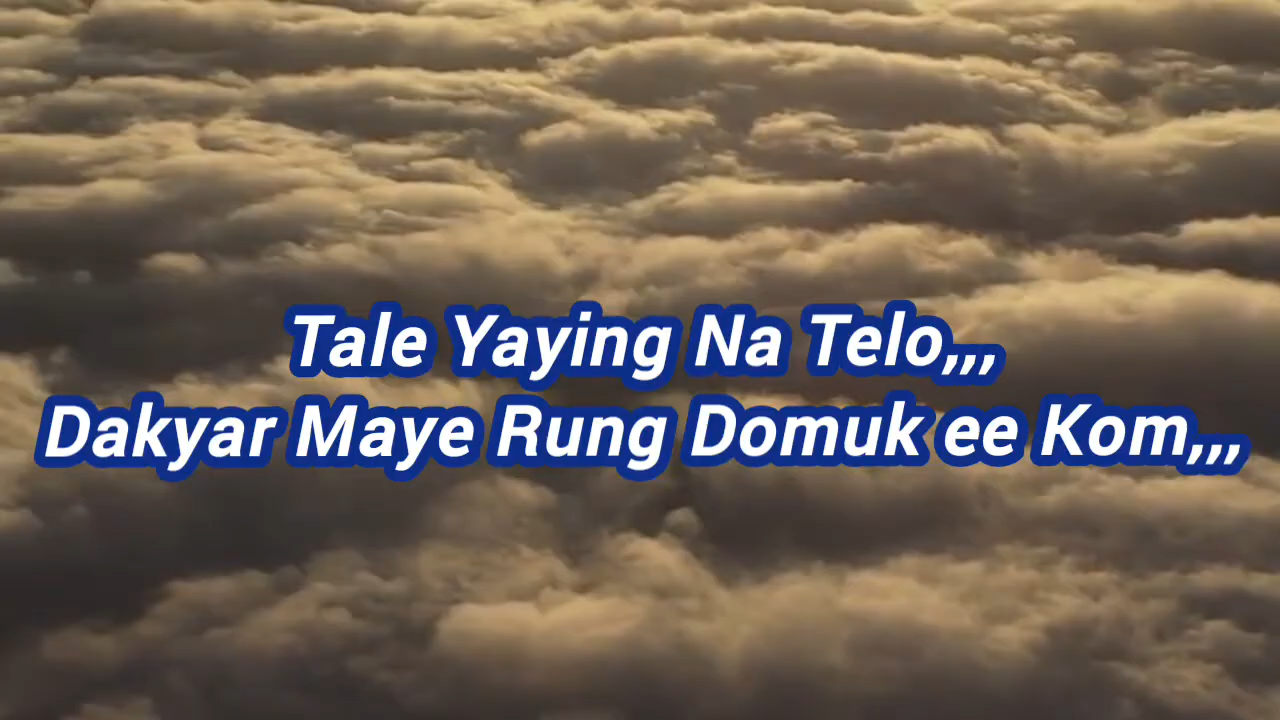 Tale Yaying Na Telo,,,
Dakyar Maye Rung Domuk ee Kom,,,